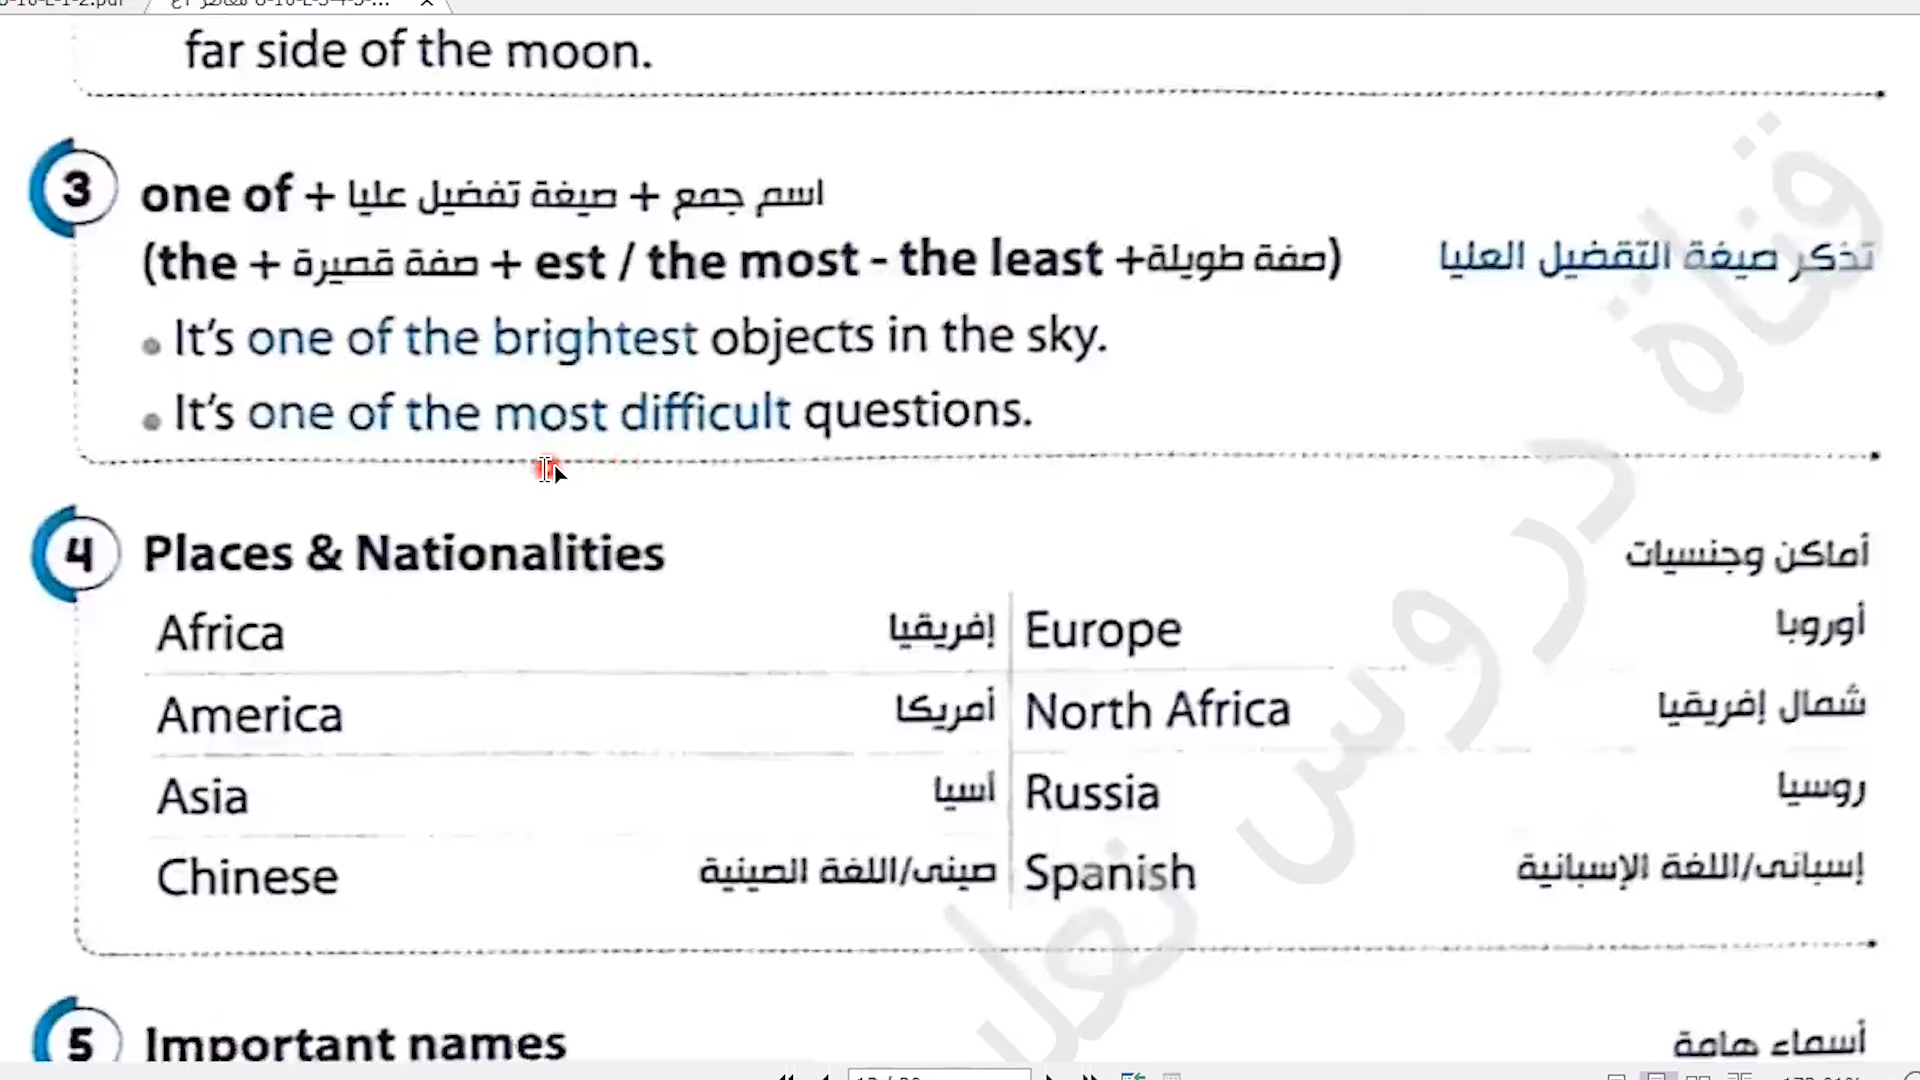 far side of the moon.
3 one of + صيغة تفضيل عليا + اسم جمع
(the + صفة قصيرة + est / the most - the least +صفة طويلة) تذكر صيغة التفضيل العليا
• It's one of the brightest objects in the sky.
• It's one of the most difficult questions.
4 Places & Nationalities أماكن وجنسيات
Africa إفريقيا Europe أوروبا
America أمريكا North Africa شمال إفريقيا
Asia آسيا Russia روسيا
Chinese صينى/اللغة الصينية Spanish إسبانى/اللغة الإسبانية
5 Important names أسماء هامة
قناة دروس